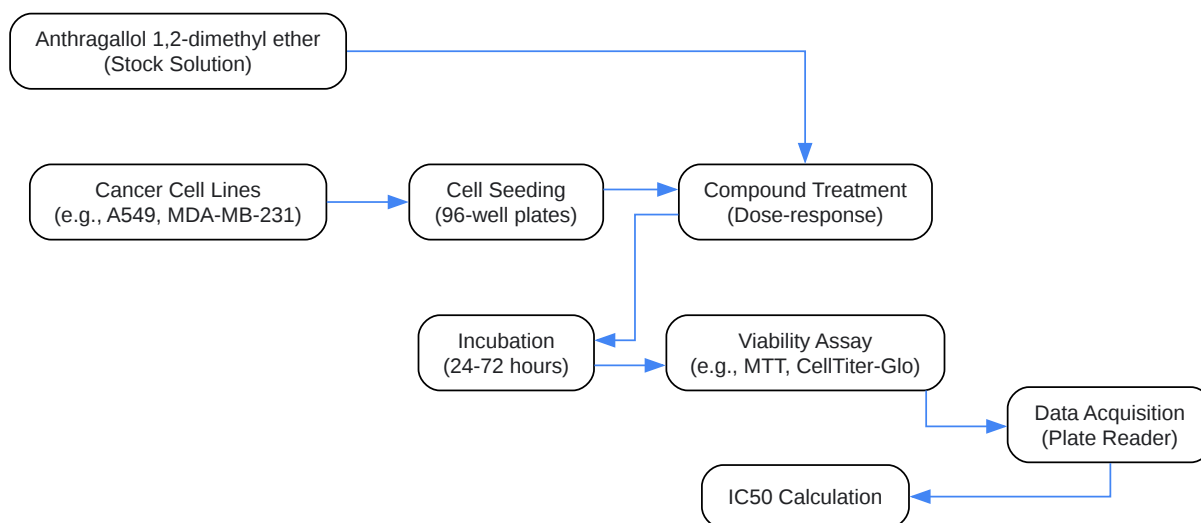 Anthragallol 1,2-dimethyl ether
(Stock Solution)
Cancer Cell Lines
(e.g., A549, MDA-MB-231)
Cell Seeding
(96-well plates)
Compound Treatment
(Dose-response)
Incubation
(24-72 hours)
Viability Assay
(e.g., MTT, CellTiter-Glo)
Data Acquisition
(Plate Reader)
IC50 Calculation